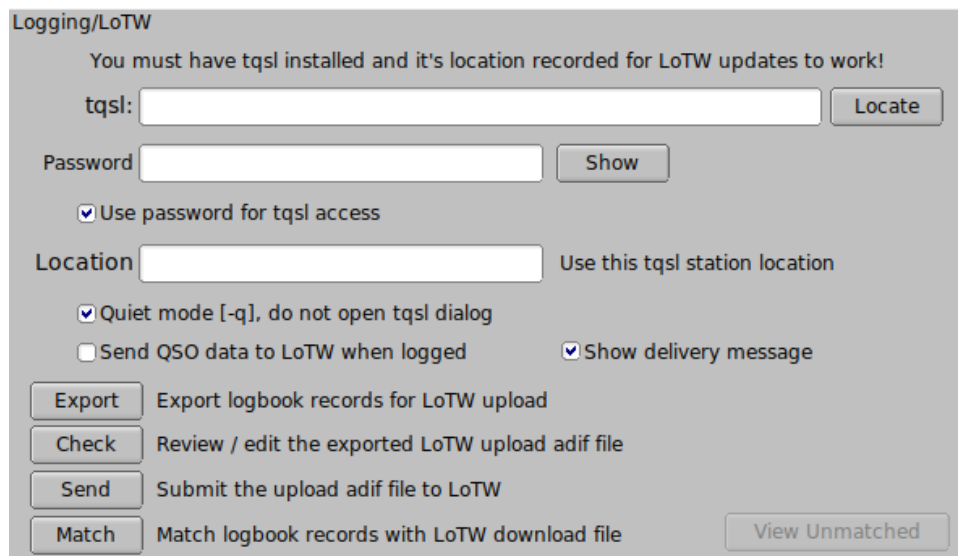 Logging/LoTW
You must have tqsl installed and it's location recorded for LoTW updates to work!
tqsl: Locate
Password Show
Use password for tqsl access
Location Use this tqsl station location
Quiet mode [-q], do not open tqsl dialog
Send QSO data to LoTW when logged Show delivery message
Export Export logbook records for LoTW upload
Check Review / edit the exported LoTW upload adif file
Send Submit the upload adif file to LoTW
Match Match logbook records with LoTW download file View Unmatched